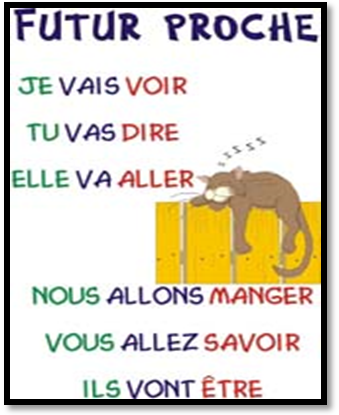 FUTUR PROCHE
JE VAIS VOIR
TU VAS DIRE
zzzzz
ELLE VA ALLER
NOUS ALLONS MANGER
VOUS ALLEZ SAVOIR
ILS VONT ÊTRE